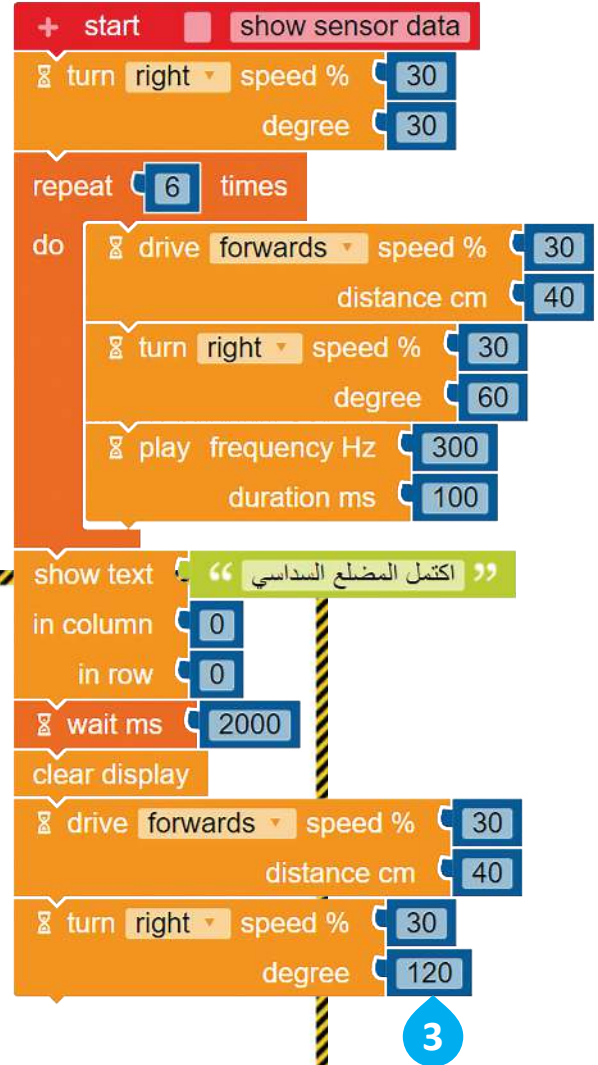 + start show sensor data
turn right speed % 30
degree 30
repeat 6 times
do drive forwards speed % 30
distance cm 40
turn right speed % 30
degree 60
play frequency Hz 300
duration ms 100
show text “ اكتمل المضلع السداسي ”
in column 0
in row 0
wait ms 2000
clear display
drive forwards speed % 30
distance cm 40
turn right speed % 30
degree 120
3